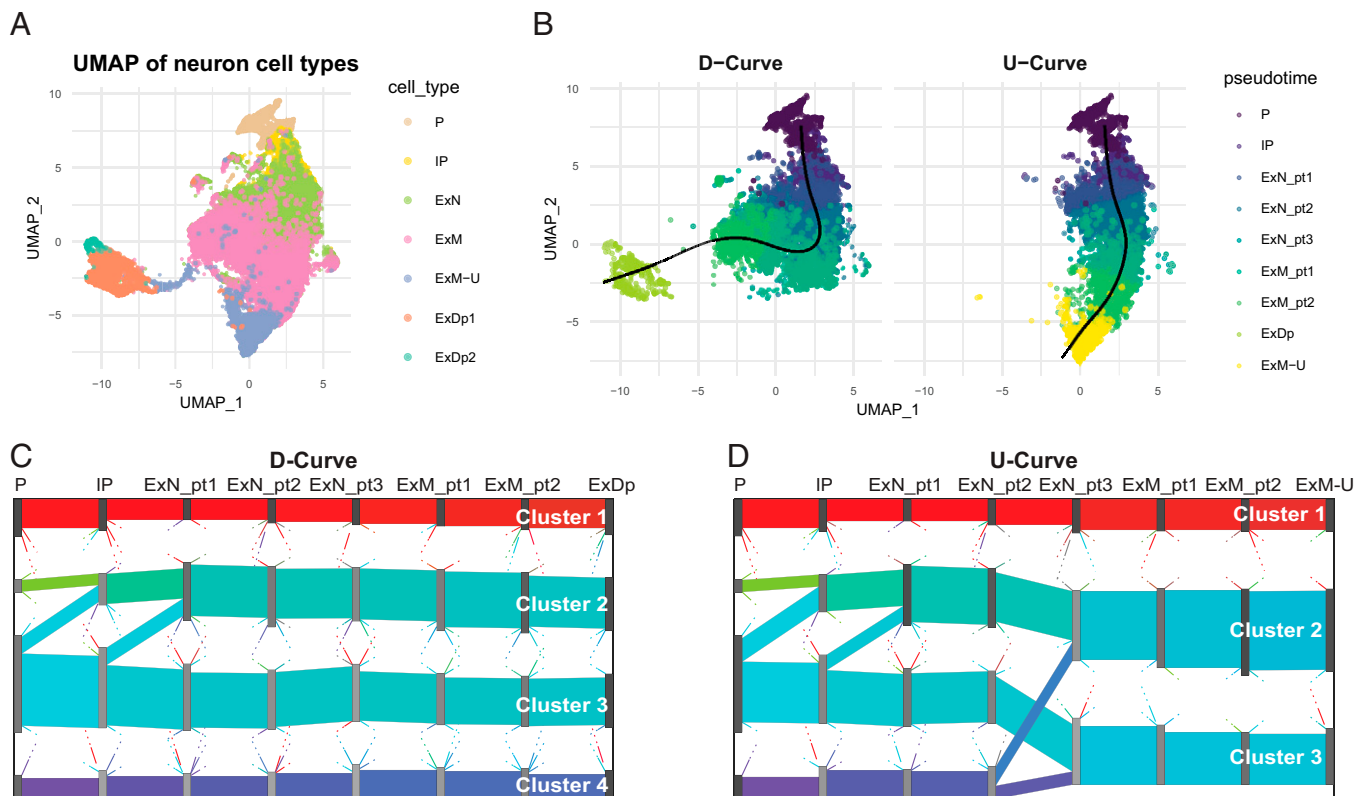 A
UMAP of neuron cell types
UMAP_2
10
5
0
−5
−10
−5
0
5
UMAP_1
cell_type
P
IP
ExN
ExM
ExM−U
ExDp1
ExDp2
B
D−Curve
U−Curve
UMAP_2
10
5
0
−5
−10
−5
0
5
−10
−5
0
5
UMAP_1
pseudotime
P
IP
ExN_pt1
ExN_pt2
ExN_pt3
ExM_pt1
ExM_pt2
ExDp
ExM−U
C
D-Curve
P IP ExN_pt1 ExN_pt2 ExN_pt3 ExM_pt1 ExM_pt2 ExDp
Cluster 1
Cluster 2
Cluster 3
Cluster 4
D
U-Curve
P IP ExN_pt1 ExN_pt2 ExN_pt3 ExM_pt1 ExM_pt2 ExM-U
Cluster 1
Cluster 2
Cluster 3